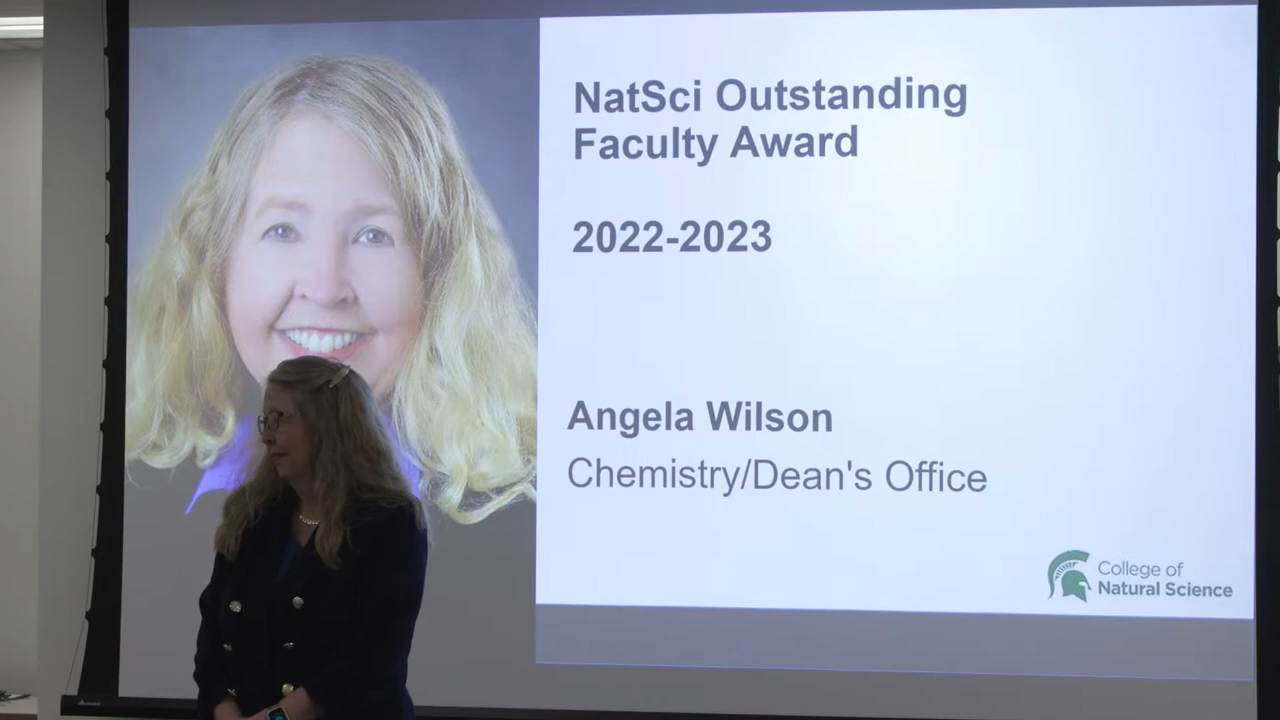 NatSci Outstanding
Faculty Award
2022-2023
Angela Wilson
Chemistry/Dean's Office
College of
Natural Science